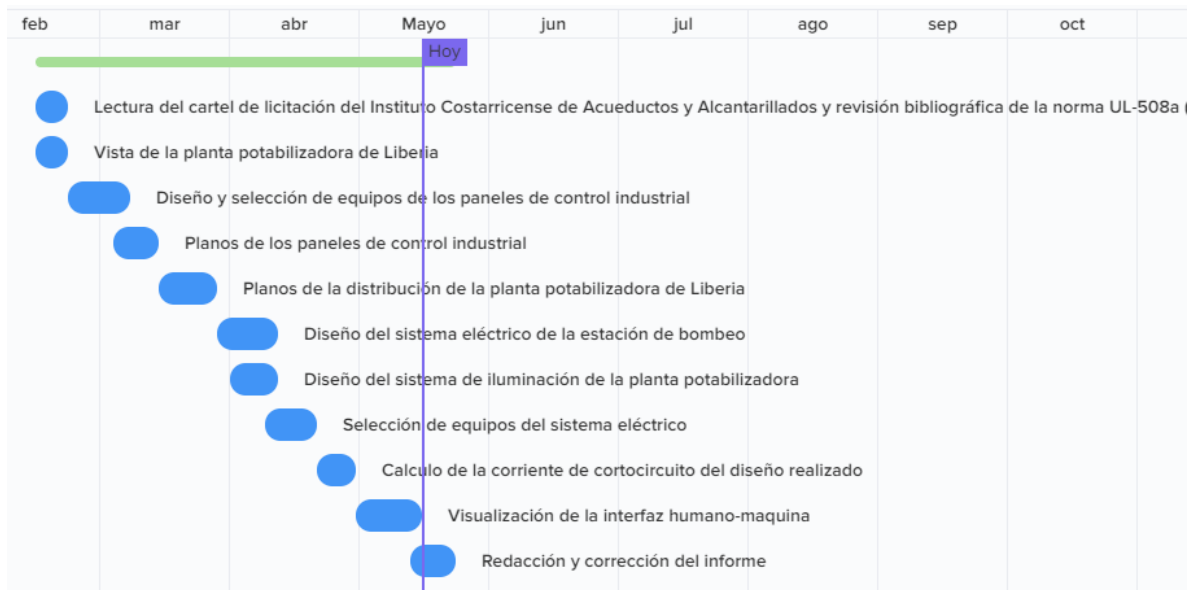 feb mar abr Mayo jun jul ago sep oct
Hoy
Lectura del cartel de licitación del Instituto Costarricense de Acueductos y Alcantarillados y revisión bibliográfica de la norma UL-508a (
Vista de la planta potabilizadora de Liberia
Diseño y selección de equipos de los paneles de control industrial
Planos de los paneles de control industrial
Planos de la distribución de la planta potabilizadora de Liberia
Diseño del sistema eléctrico de la estación de bombeo
Diseño del sistema de iluminación de la planta potabilizadora
Selección de equipos del sistema eléctrico
Calculo de la corriente de cortocircuito del diseño realizado
Visualización de la interfaz humano-maquina
Redacción y corrección del informe